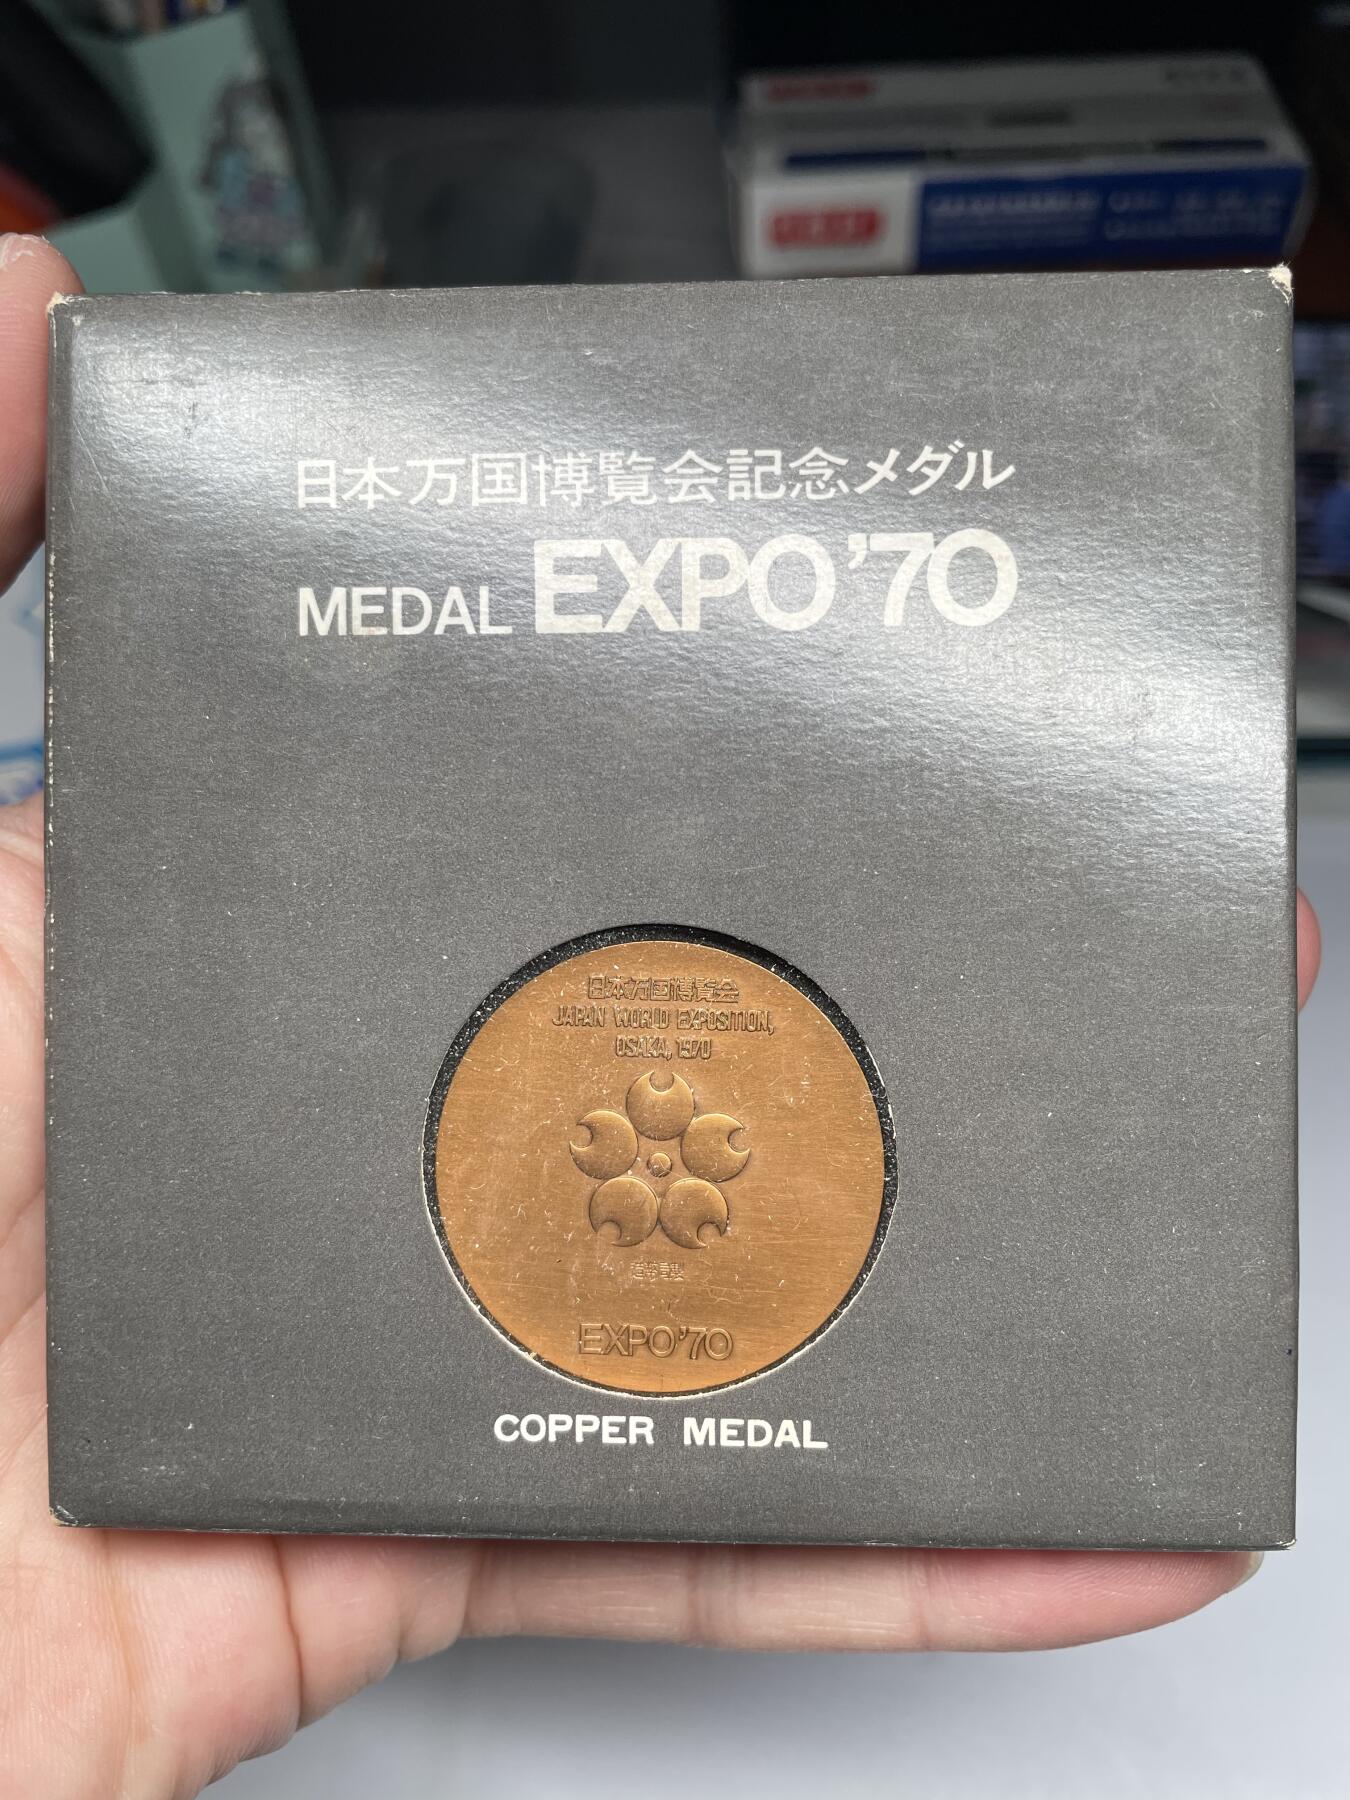 日本万国博覧会記念メダル
MEDAL EXPO'70
日本万国博覧会
JAPAN WORLD EXPOSITION,
OSAKA, 1970
造幣局製
EXPO'70
COPPER MEDAL